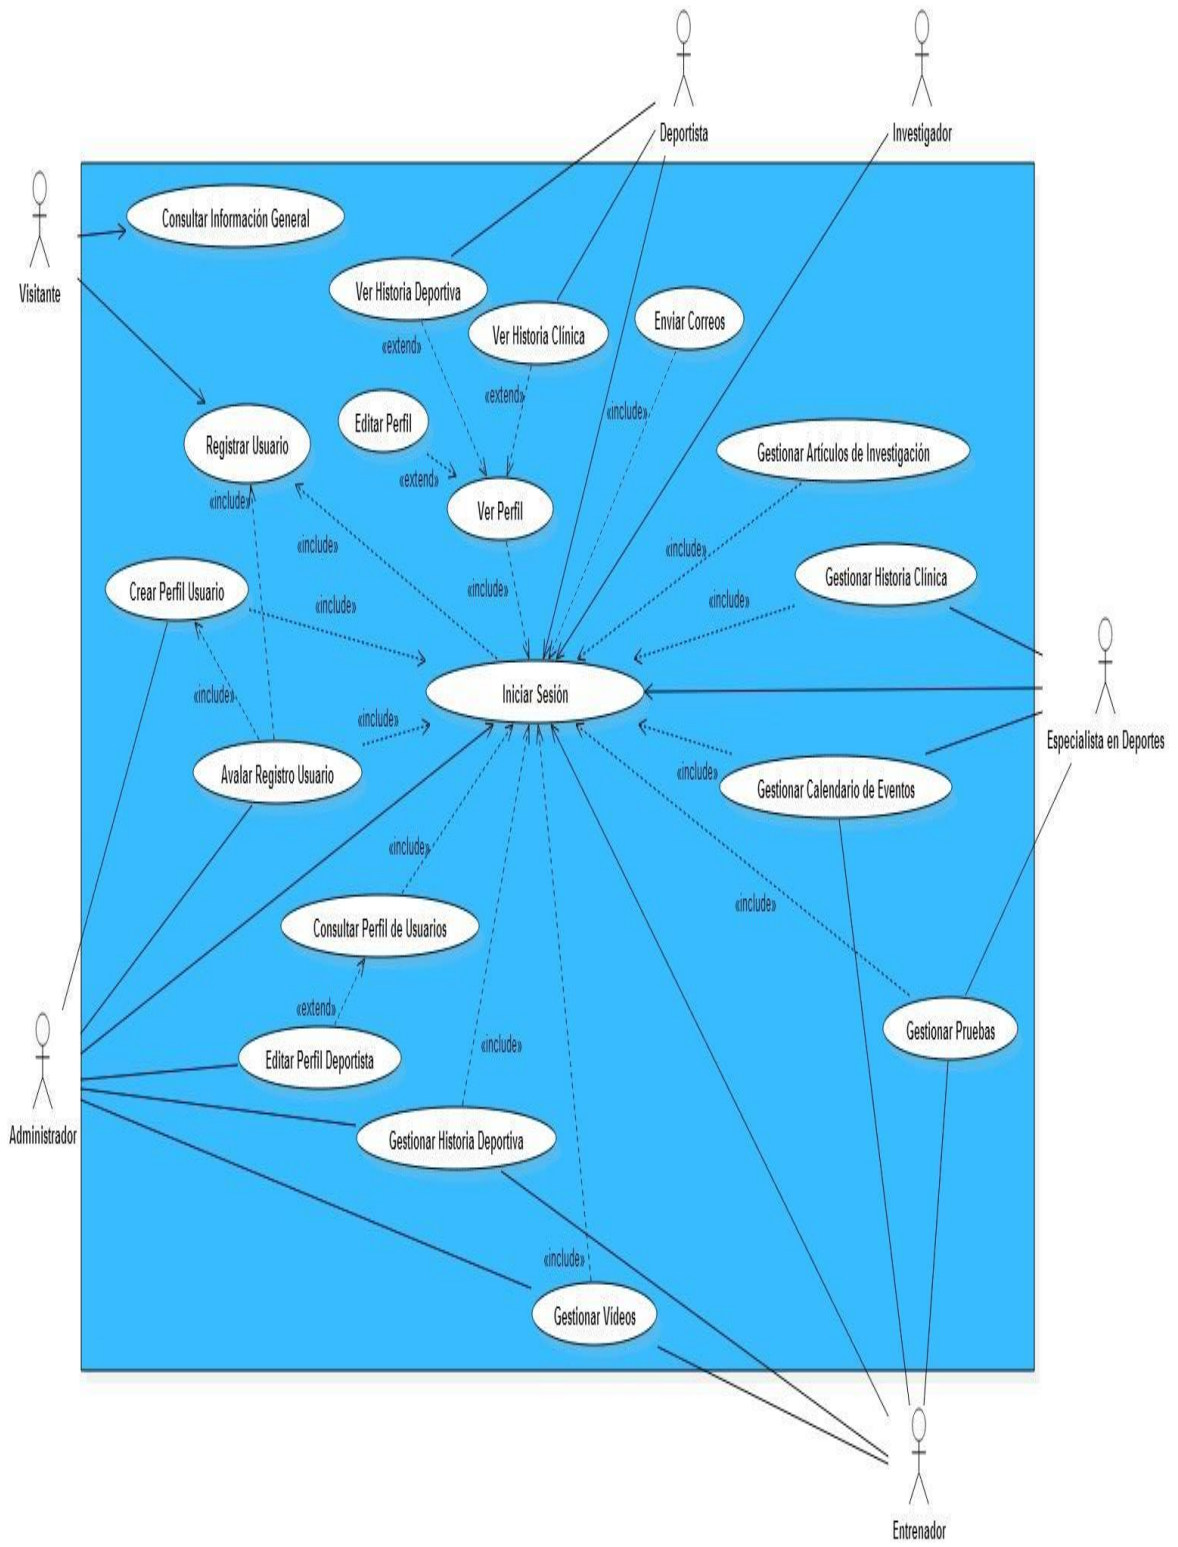 Deportista
Investigador
Visitante
Consultar Información General
Ver Historia Deportiva
Ver Historia Clínica
Enviar Correos
«extend»
«extend»
«include»
Editar Perfil
«extend»
Registrar Usuario
«include»
Ver Perfil
Gestionar Artículos de Investigación
«include»
«include»
Gestionar Historia Clínica
Crear Perfil Usuario
«include»
«include»
«include»
Iniciar Sesión
«include»
«include»
Especialista en Deportes
Avalar Registro Usuario
«include»
Gestionar Calendario de Eventos
«include»
«include»
Consultar Perfil de Usuarios
«extend»
Gestionar Pruebas
Editar Perfil Deportista
«include»
Administrador
Gestionar Historia Deportiva
«include»
Gestionar Vídeos
Entrenador